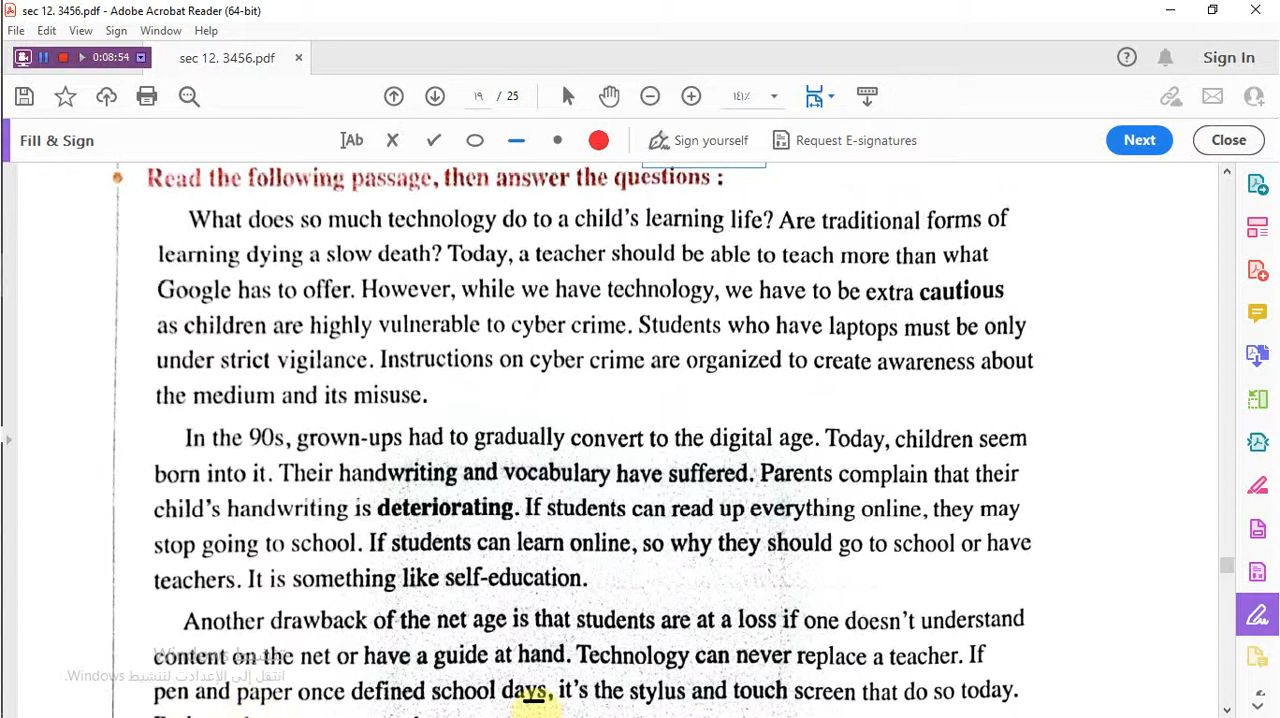 sec 12. 3456.pdf - Adobe Acrobat Reader (64-bit)
File Edit View Sign Window Help
0:08:54 sec 12. 3456.pdf Sign In
١٩ / 25 ١٤١٪
Fill & Sign Ab Sign yourself Request E-signatures Next Close
Read the following passage, then answer the questions :
What does so much technology do to a child's learning life? Are traditional forms of
learning dying a slow death? Today, a teacher should be able to teach more than what
Google has to offer. However, while we have technology, we have to be extra cautious
as children are highly vulnerable to cyber crime. Students who have laptops must be only
under strict vigilance. Instructions on cyber crime are organized to create awareness about
the medium and its misuse.
In the 90s, grown-ups had to gradually convert to the digital age. Today, children seem
born into it. Their handwriting and vocabulary have suffered. Parents complain that their
child's handwriting is deteriorating. If students can read up everything online, they may
stop going to school. If students can learn online, so why they should go to school or have
teachers. It is something like self-education.
Another drawback of the net age is that students are at a loss if one doesn't understand
content on the net or have a guide at hand. Technology can never replace a teacher. If
تنشيط Windows
انتقل إلى الإعدادات لتنشيط Windows.
pen and paper once defined school days, it's the stylus and touch screen that do so today.